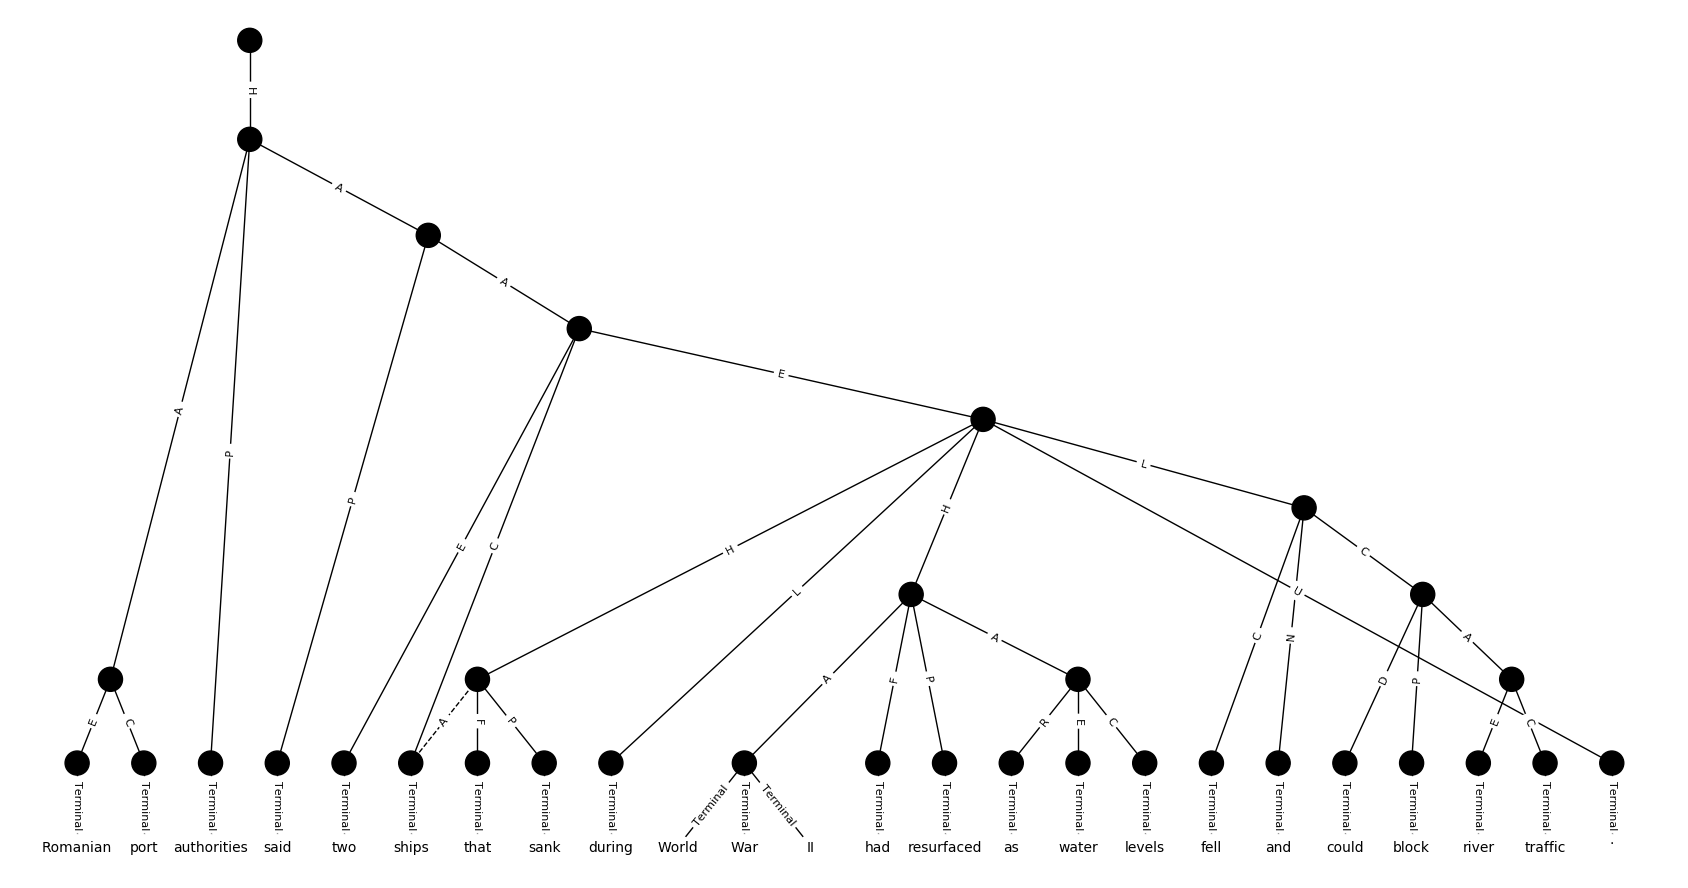 H
A
A
A
E
P
A
P
P
H
H
L
L
C
E
C
L
U
C
N
A
A
A
F
P
D
P
E
C
A
F
P
R
E
C
E
C
Terminal Terminal Terminal Terminal Terminal Terminal Terminal Terminal Terminal Terminal Terminal Terminal Terminal Terminal Terminal Terminal Terminal Terminal Terminal Terminal Terminal Terminal Terminal Terminal
Romanian port authorities said two ships that sank during World War II had resurfaced as water levels fell and could block river traffic .